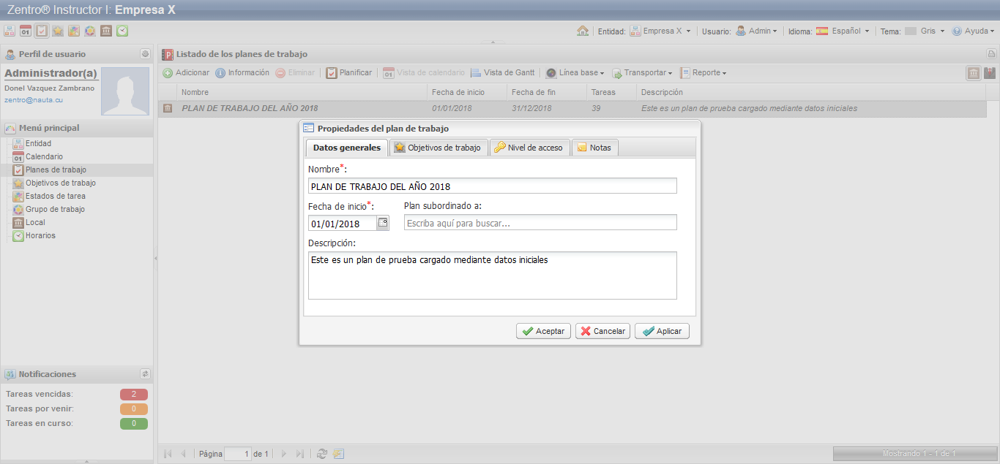 Zentro® Instructor I: Empresa X
01 Entidad: Empresa X Usuario: Admin Idioma: Español Tema: Gris Ayuda
Perfil de usuario
Administrador(a)
Donel Vazquez Zambrano
zentro@nauta.cu
Menú principal
Entidad
01 Calendario
Planes de trabajo
Objetivos de trabajo
Estados de tarea
Grupo de trabajo
Local
Horarios
Notificaciones
Tareas vencidas: 2
Tareas por venir: 0
Tareas en curso: 0
Listado de los planes de trabajo
Adicionar Información Eliminar Planificar 01 Vista de calendario Vista de Gantt Línea base Transportar Reporte
Nombre Fecha de inicio Fecha de fin Tareas Descripción
PLAN DE TRABAJO DEL AÑO 2018 01/01/2018 31/12/2018 39 Este es un plan de prueba cargado mediante datos iniciales
Propiedades del plan de trabajo
Datos generales Objetivos de trabajo Nivel de acceso Notas
Nombre*:
PLAN DE TRABAJO DEL AÑO 2018
Fecha de inicio*: Plan subordinado a:
01/01/2018 Escriba aquí para buscar...
Descripción:
Este es un plan de prueba cargado mediante datos iniciales
Aceptar Cancelar Aplicar
Página 1 de 1 Mostrando 1 - 1 de 1